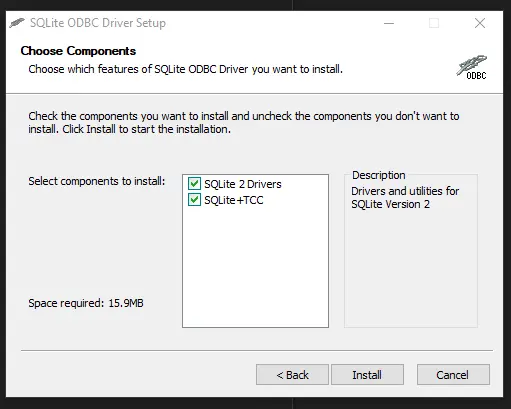 SQLite ODBC Driver Setup
Choose Components
Choose which features of SQLite ODBC Driver you want to install.
ODBC
Check the components you want to install and uncheck the components you don't want to
install. Click Install to start the installation.
Select components to install:
SQLite 2 Drivers
SQLite+TCC
Description
Drivers and utilities for
SQLite Version 2
Space required: 15.9MB
< Back
Install
Cancel